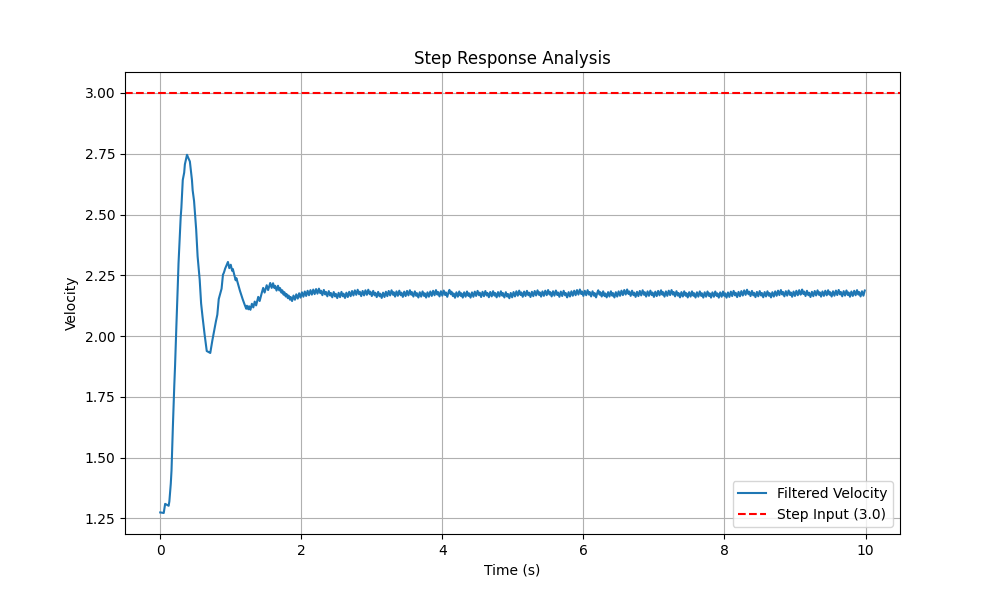 Step Response Analysis
3.00
2.75
2.50
2.25
2.00
1.75
1.50
1.25
Velocity
Filtered Velocity
Step Input (3.0)
0 2 4 6 8 10
Time (s)